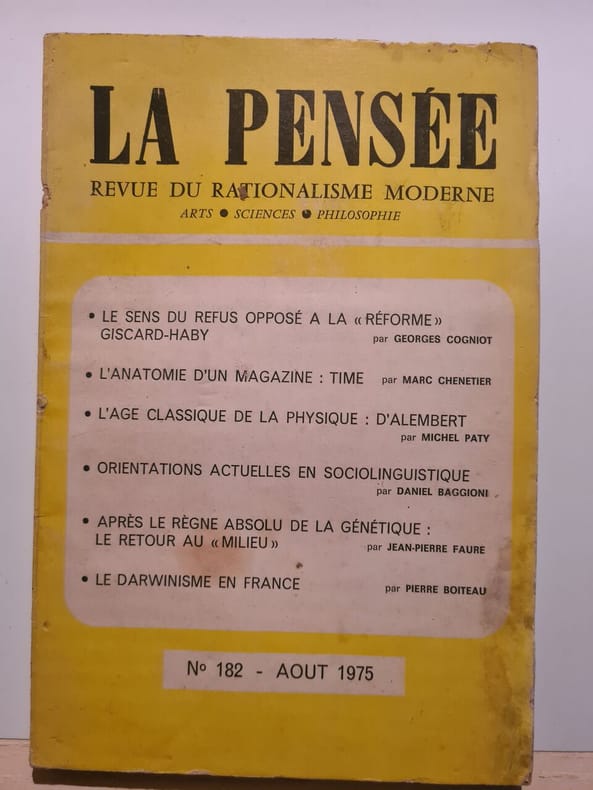 LA PENSÉE
REVUE DU RATIONALISME MODERNE
ARTS ● SCIENCES ● PHILOSOPHIE
• LE SENS DU REFUS OPPOSÉ A LA « RÉFORME »
GISCARD-HABY par GEORGES COGNIOT
• L'ANATOMIE D'UN MAGAZINE : TIME par MARC CHENETIER
• L'AGE CLASSIQUE DE LA PHYSIQUE : D'ALEMBERT
par MICHEL PATY
• ORIENTATIONS ACTUELLES EN SOCIOLINGUISTIQUE
par DANIEL BAGGIONI
• APRÈS LE RÈGNE ABSOLU DE LA GÉNÉTIQUE :
LE RETOUR AU « MILIEU » par JEAN-PIERRE FAURE
• LE DARWINISME EN FRANCE par PIERRE BOITEAU
Nº 182 - AOUT 1975